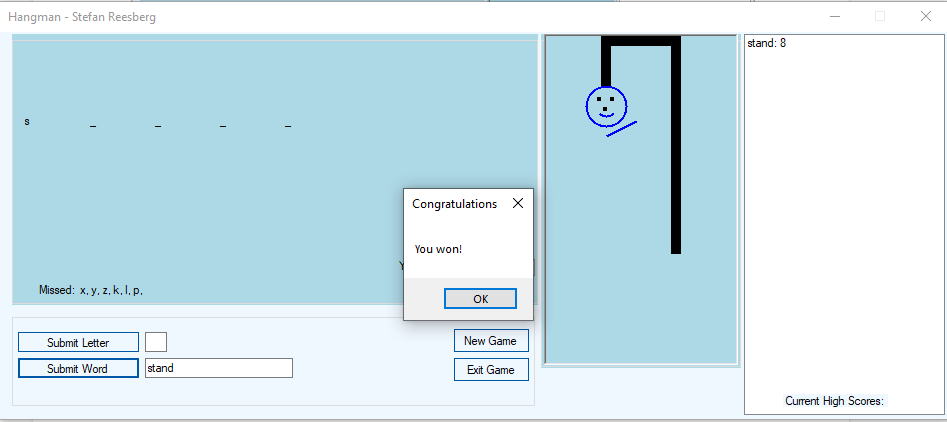 Hangman - Stefan Reesberg
stand: 8
s _ _ _ _
Congratulations
You won!
OK
Y
Missed: x, y, z, k, l, p,
Submit Letter
New Game
Submit Word
stand
Exit Game
Current High Scores: